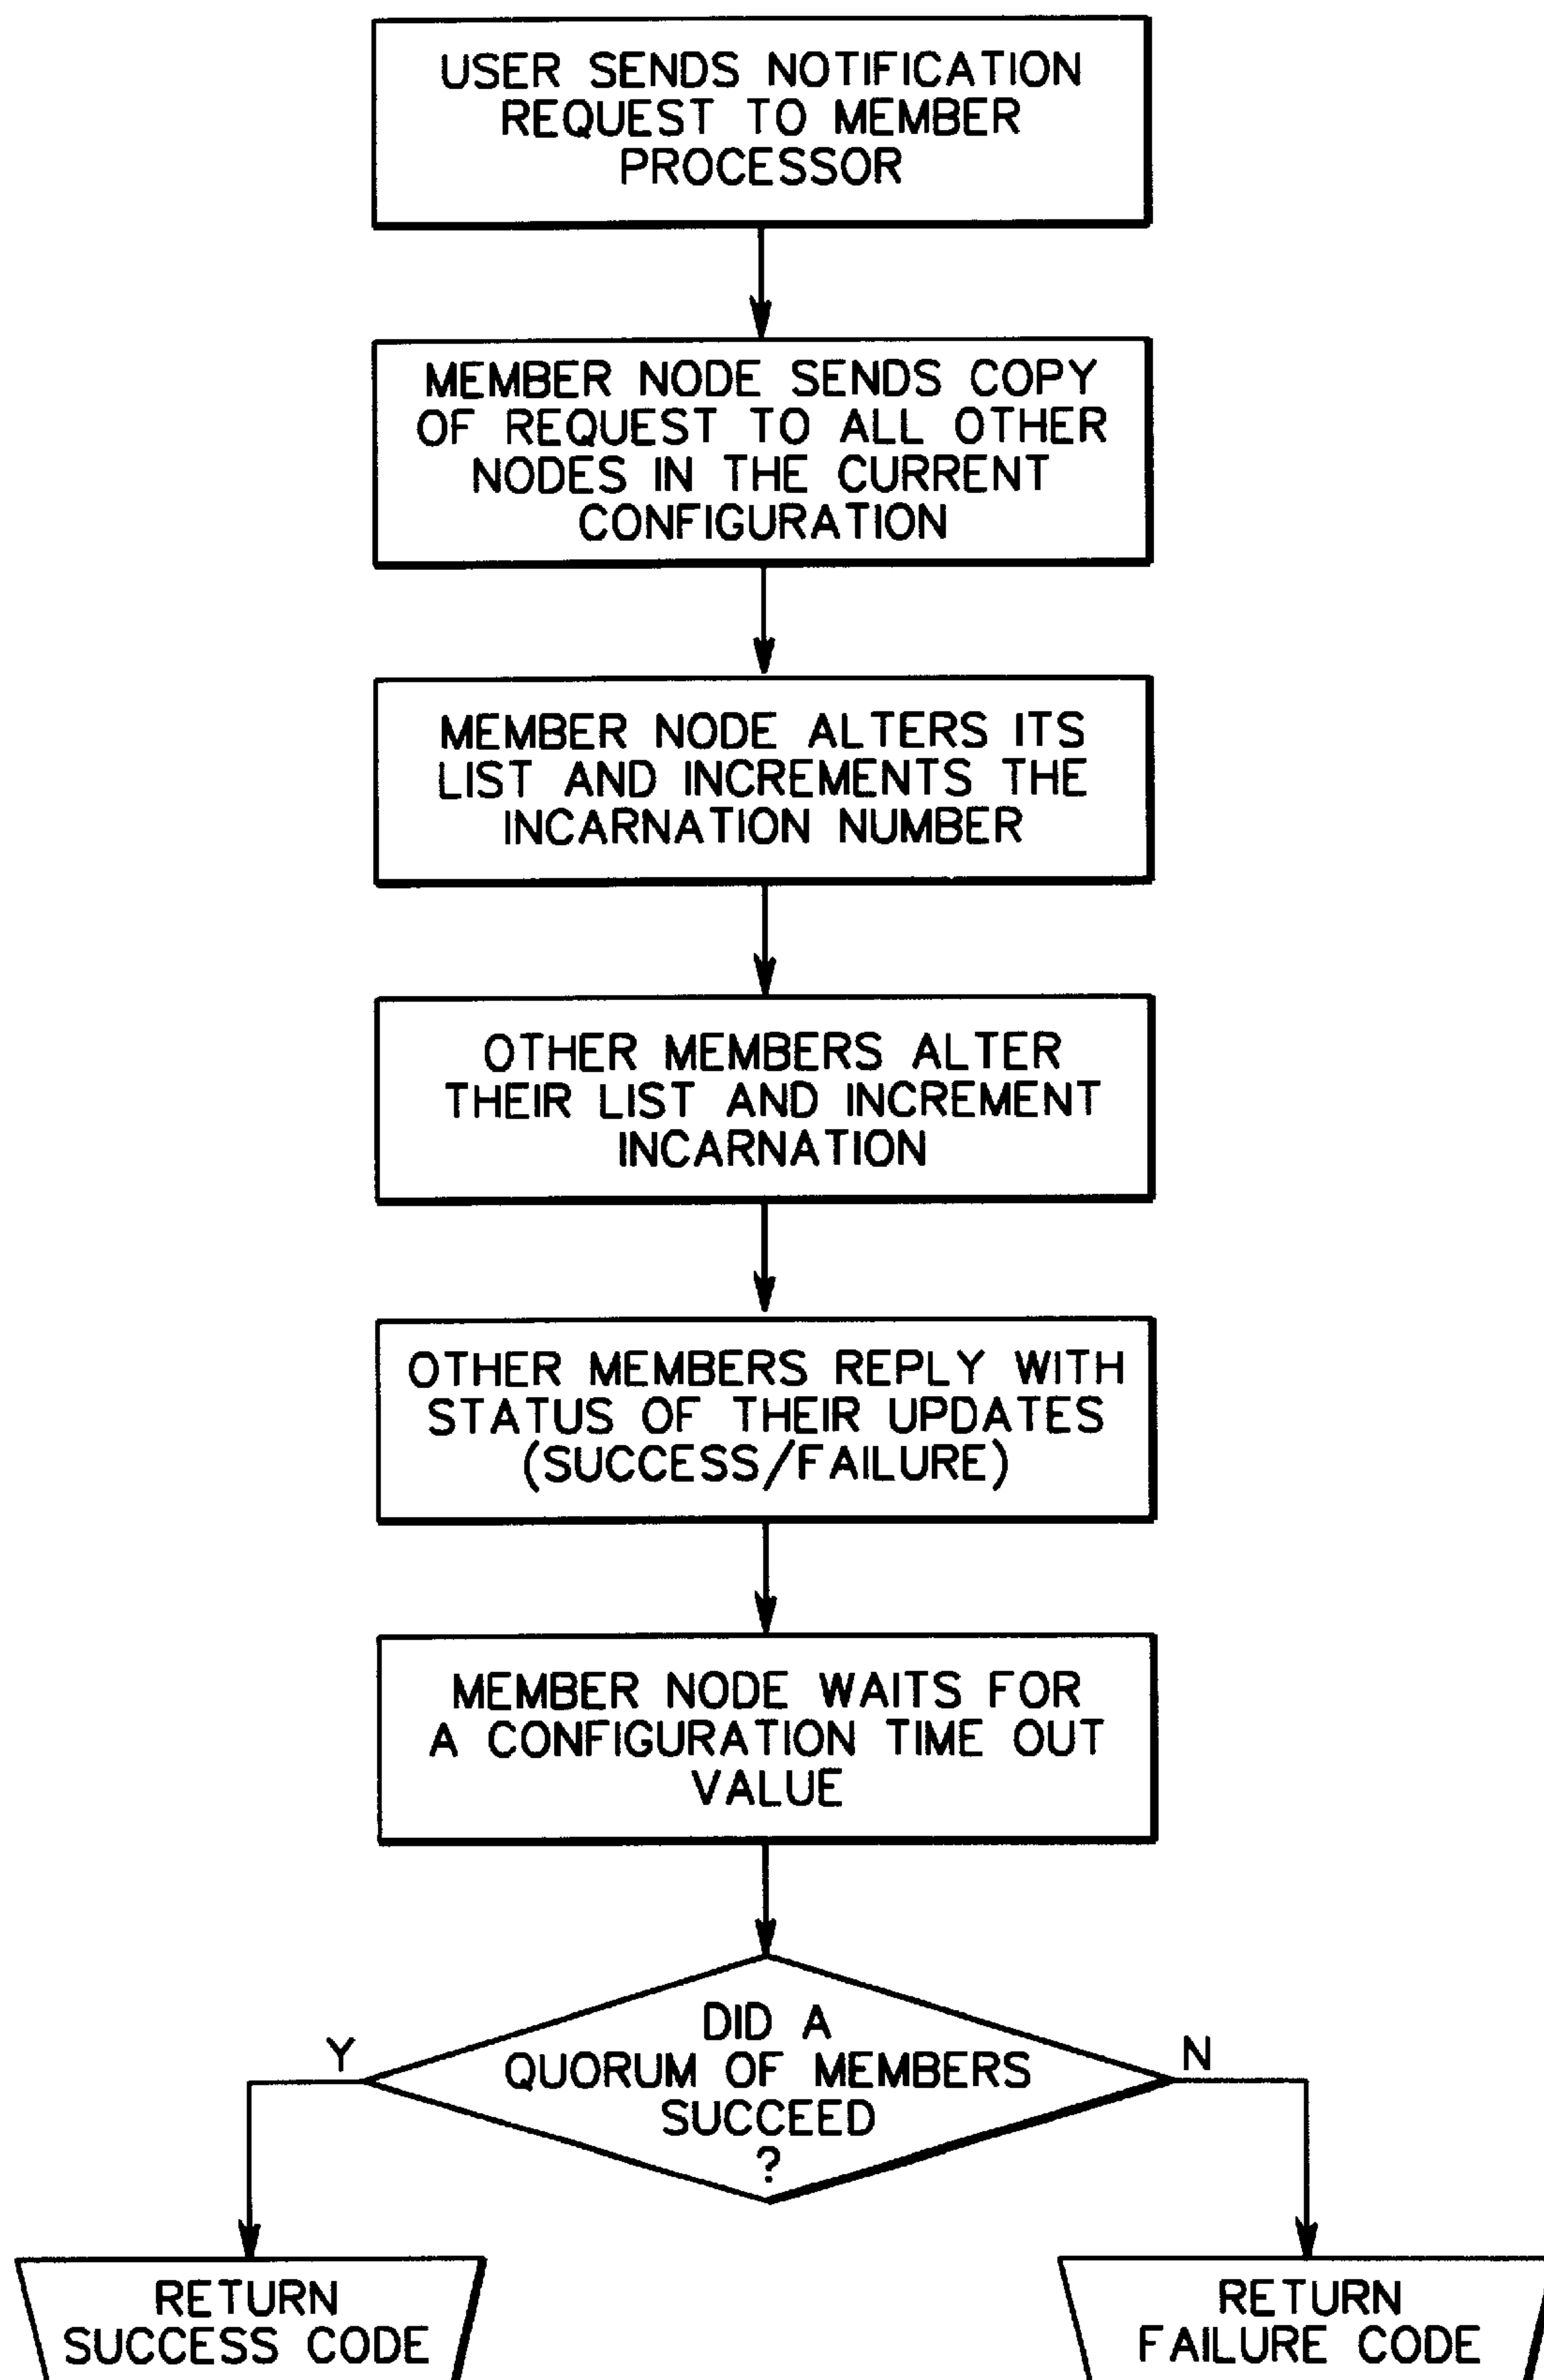 USER SENDS NOTIFICATION
REQUEST TO MEMBER
PROCESSOR
MEMBER NODE SENDS COPY
OF REQUEST TO ALL OTHER
NODES IN THE CURRENT
CONFIGURATION
MEMBER NODE ALTERS ITS
LIST AND INCREMENTS THE
INCARNATION NUMBER
OTHER MEMBERS ALTER
THEIR LIST AND INCREMENT
INCARNATION
OTHER MEMBERS REPLY WITH
STATUS OF THEIR UPDATES
(SUCCESS/FAILURE)
MEMBER NODE WAITS FOR
A CONFIGURATION TIME OUT
VALUE
DID A
QUORUM OF MEMBERS
SUCCEED
?
Y
N
RETURN
SUCCESS CODE
RETURN
FAILURE CODE